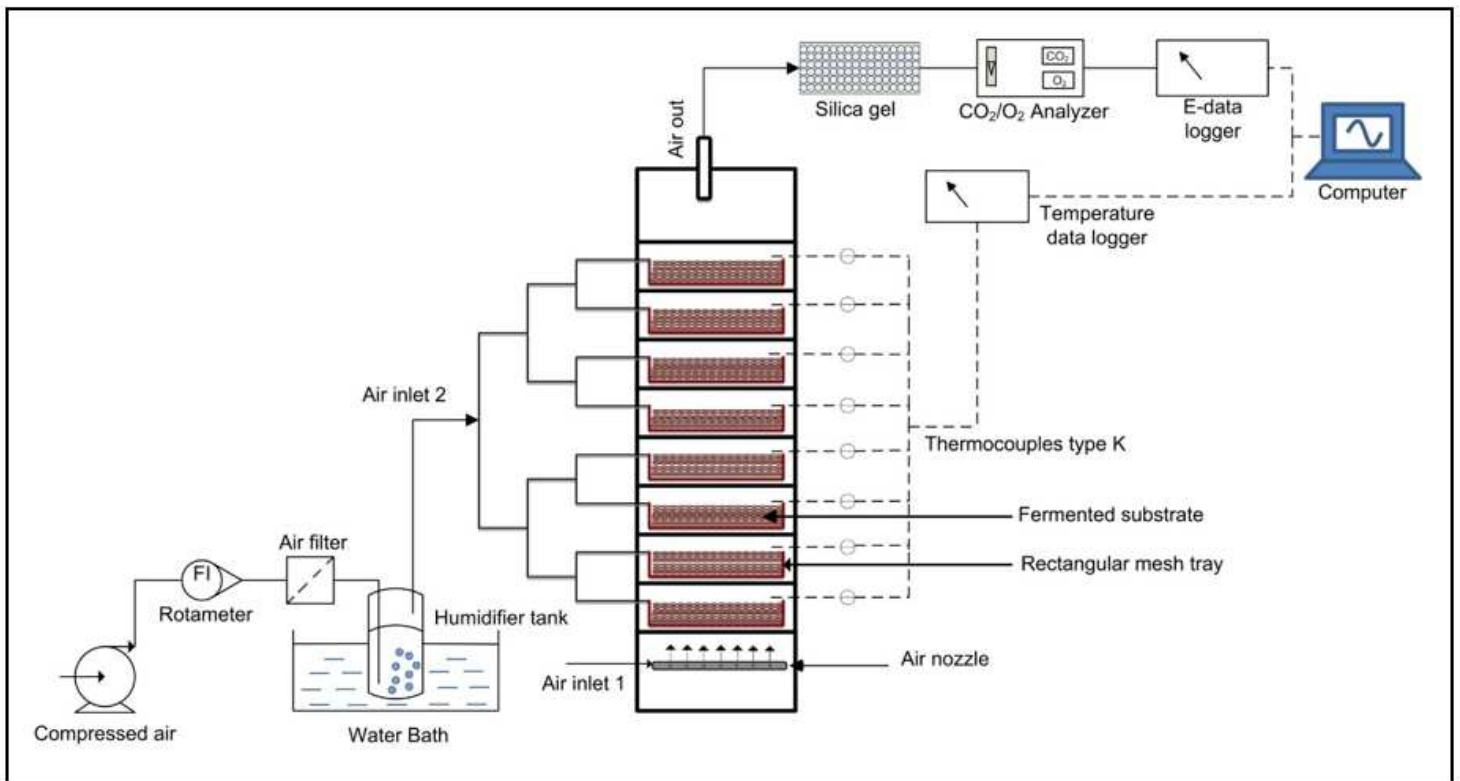 Air out
Silica gel
CO₂
O₂
CO₂/O₂ Analyzer
E-data
logger
Computer
Temperature
data logger
Air inlet 2
Thermocouples type K
Fermented substrate
Rectangular mesh tray
Air filter
FI
Rotameter
Humidifier tank
Air nozzle
Air inlet 1
Compressed air
Water Bath